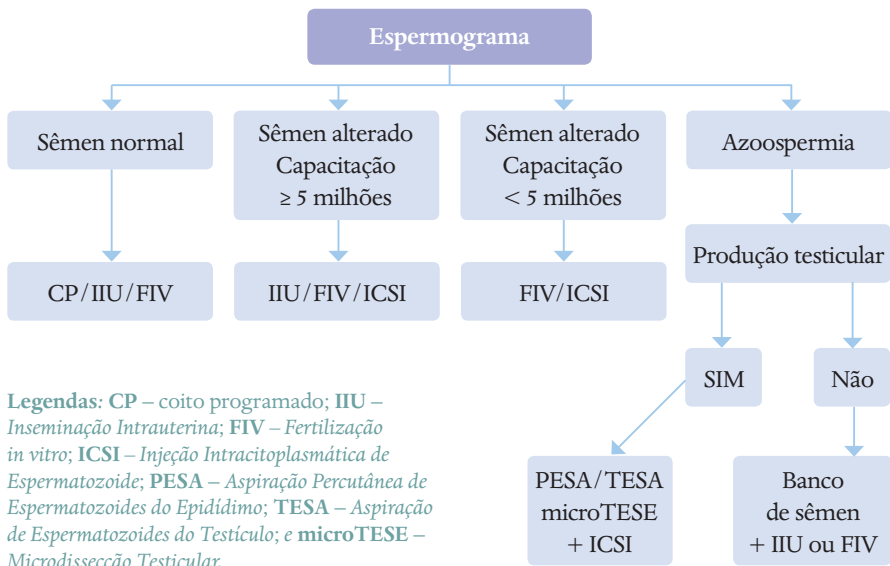 Espermograma
Sêmen normal
Sêmen alterado
Capacitação
≥ 5 milhões
Sêmen alterado
Capacitação
< 5 milhões
Azoospermia
CP/IIU/FIV
IIU/FIV/ICSI
FIV/ICSI
Produção testicular
SIM
Não
PESA/TESA
microTESE
+ ICSI
Banco
de sêmen
+ IIU ou FIV
Legendas: CP – coito programado; IIU –
Inseminação Intrauterina; FIV – Fertilização
in vitro; ICSI – Injeção Intracitoplasmática de
Espermatozoide; PESA – Aspiração Percutânea de
Espermatozoides do Epidídimo; TESA – Aspiração
de Espermatozoides do Testículo; e microTESE –
Microdissecção Testicular